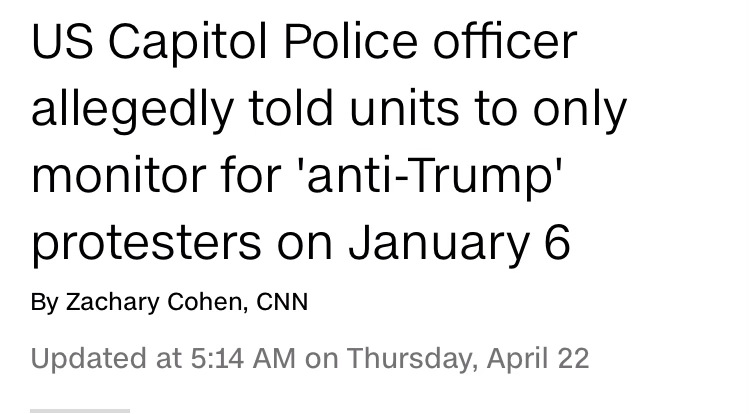 US Capitol Police officer
allegedly told units to only
monitor for 'anti-Trump'
protesters on January 6
By Zachary Cohen, CNN
Updated at 5:14 AM on Thursday, April 22